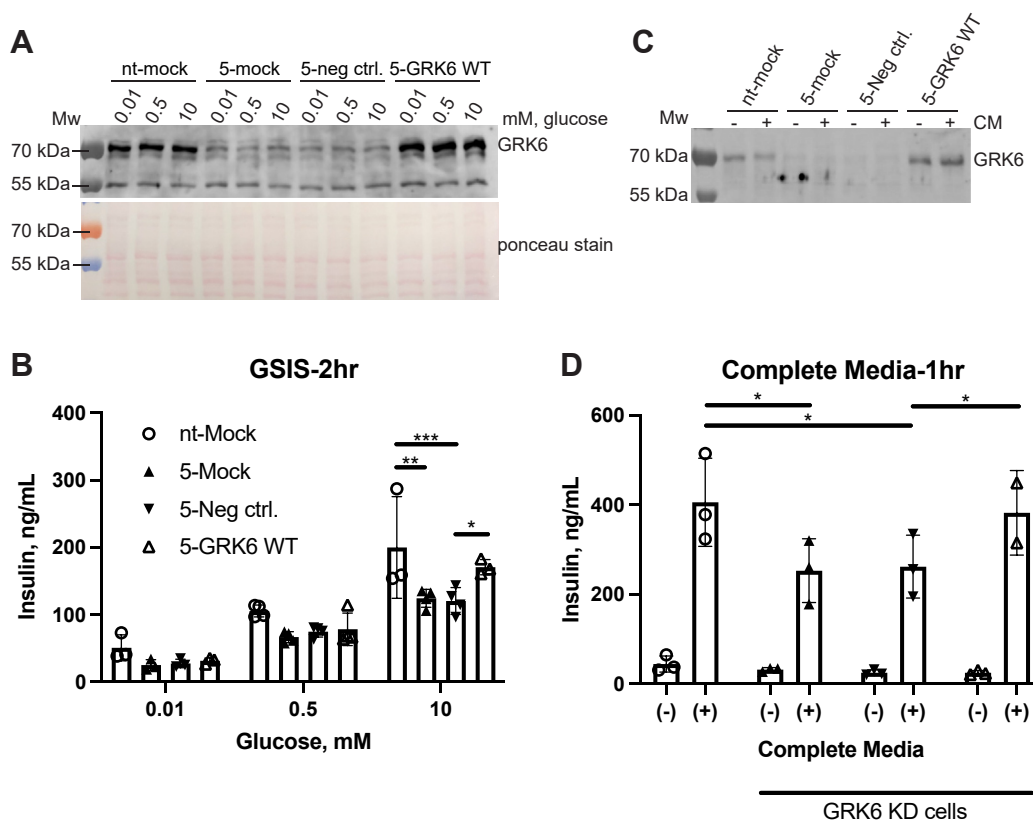 A
nt-mock 5-mock 5-neg ctrl. 5-GRK6 WT
0.01 0.5 10 0.01 0.5 10 0.01 0.5 10 0.01 0.5 10
Mw mM, glucose
70 kDa GRK6
55 kDa
70 kDa
ponceau stain
55 kDa
C
nt-mock 5-mock 5-Neg ctrl. 5-GRK6 WT
Mw - + - + - + - + CM
70 kDa GRK6
55 kDa
B
GSIS-2hr
400
300
200
100
0
Insulin, ng/mL
nt-Mock
5-Mock
5-Neg ctrl.
5-GRK6 WT
***
**
*
0.01 0.5 10
Glucose, mM
D
Complete Media-1hr
* *
*
600
400
200
0
Insulin, ng/mL
(-) (+) (-) (+) (-) (+) (-) (+)
Complete Media
GRK6 KD cells